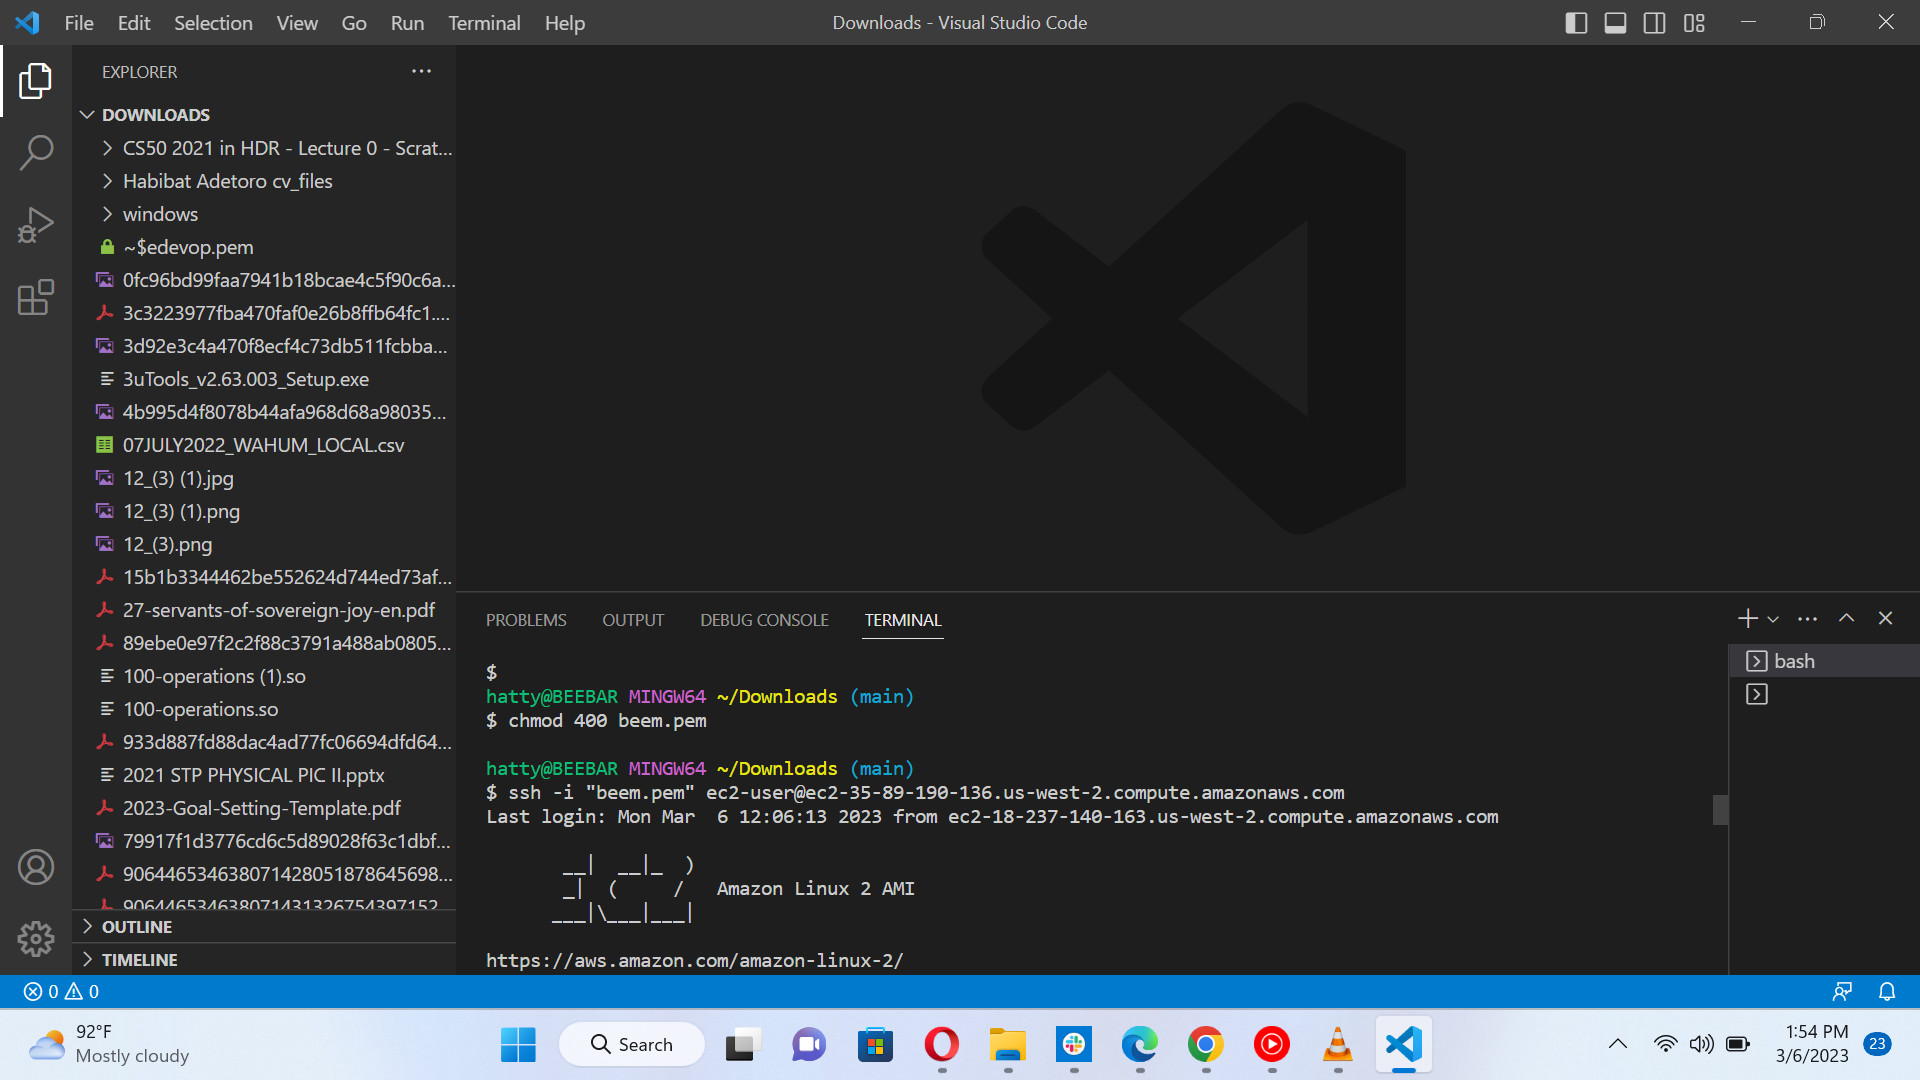 File Edit Selection View Go Run Terminal Help
Downloads - Visual Studio Code
EXPLORER
DOWNLOADS
CS50 2021 in HDR - Lecture 0 - Scrat...
Habibat Adetoro cv_files
windows
~$edevop.pem
0fc96bd99faa7941b18bcae4c5f90c6a...
3c3223977fba470faf0e26b8ffb64fc1....
3d92e3c4a470f8ecf4c73db511fcbba...
3uTools_v2.63.003_Setup.exe
4b995d4f8078b44afa968d68a98035...
07JULY2022_WAHUM_LOCAL.csv
12_(3) (1).jpg
12_(3) (1).png
12_(3).png
15b1b3344462be552624d744ed73af...
27-servants-of-sovereign-joy-en.pdf
89ebe0e97f2c2f88c3791a488ab0805...
100-operations (1).so
100-operations.so
933d887fd88dac4ad77fc06694dfd64...
2021 STP PHYSICAL PIC II.pptx
2023-Goal-Setting-Template.pdf
79917f1d3776cd6c5d89028f63c1dbf...
906446534638071428051878645698...
9064465346380714313267543971​52
OUTLINE
TIMELINE
PROBLEMS OUTPUT DEBUG CONSOLE TERMINAL
$
hatty@BEEBAR MINGW64 ~/Downloads (main)
$ chmod 400 beem.pem
hatty@BEEBAR MINGW64 ~/Downloads (main)
$ ssh -i "beem.pem" ec2-user@ec2-35-89-190-136.us-west-2.compute.amazonaws.com
Last login: Mon Mar  6 12:06:13 2023 from ec2-18-237-140-163.us-west-2.compute.amazonaws.com
       __|  __|_  )
       _|  (     /   Amazon Linux 2 AMI
      ___|\___|___|
https://aws.amazon.com/amazon-linux-2/
bash
0 0
92°F
Mostly cloudy
Search
1:54 PM
3/6/2023
23